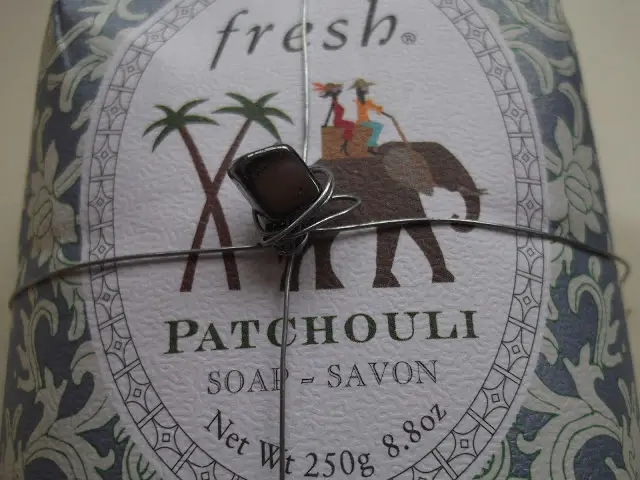 fresh®
PATCHOULI
SOAP - SAVON
Net Wt 250g 8.8oz